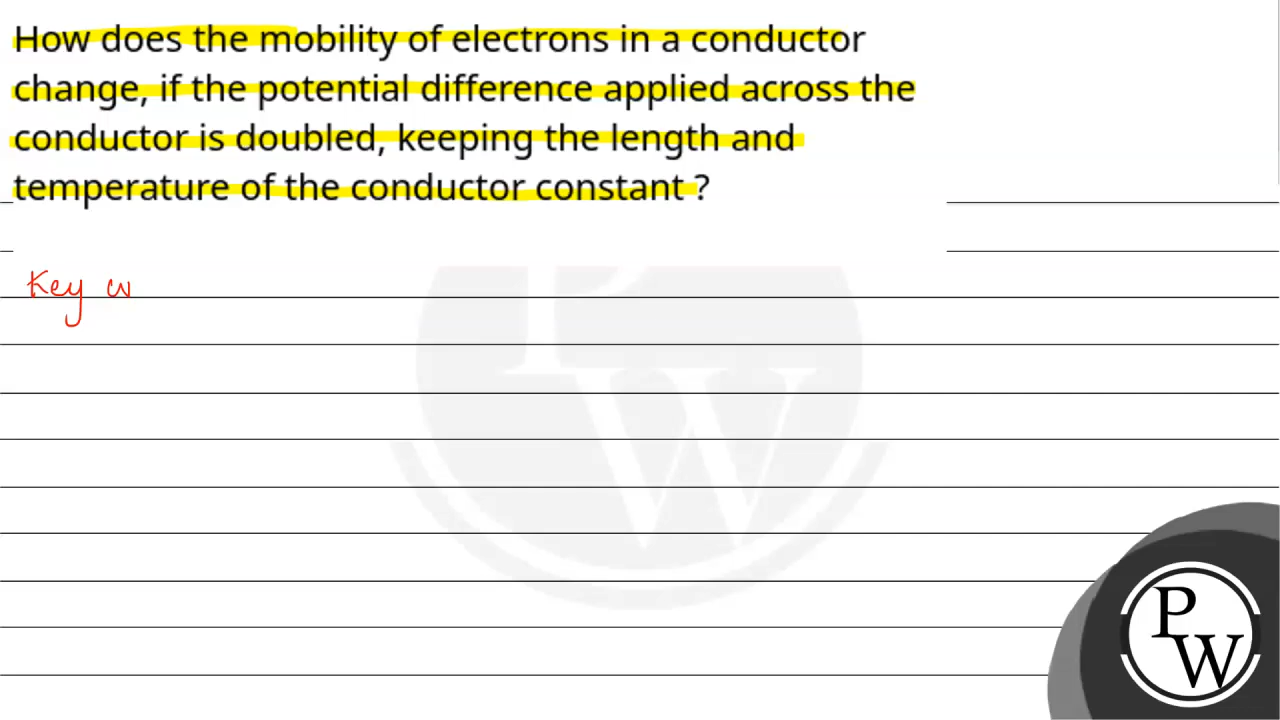 How does the mobility of electrons in a conductor
change, if the potential difference applied across the
conductor is doubled, keeping the length and
temperature of the conductor constant ?
Key w
P
W
P
W